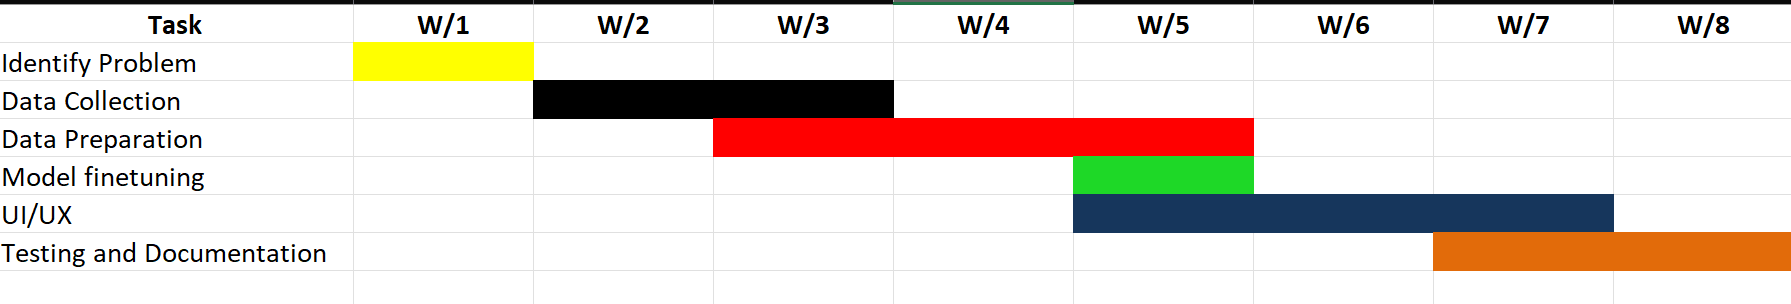 Task W/1 W/2 W/3 W/4 W/5 W/6 W/7 W/8
Identify Problem
Data Collection
Data Preparation
Model finetuning
UI/UX
Testing and Documentation